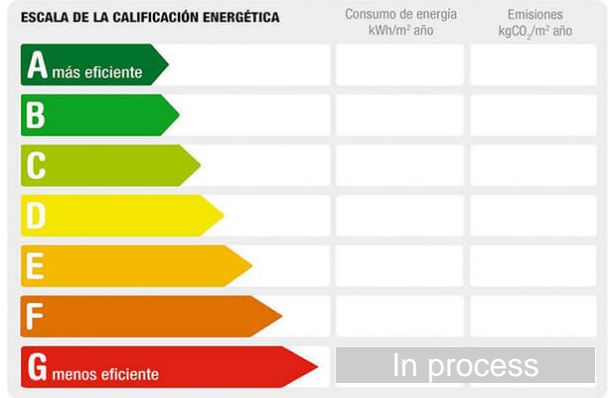 ESCALA DE LA CALIFICACIÓN ENERGÉTICA
Consumo de energía
kWh/m² año
Emisiones
kgCO₂/m² año
A más eficiente
B
C
D
E
F
G menos eficiente
In process